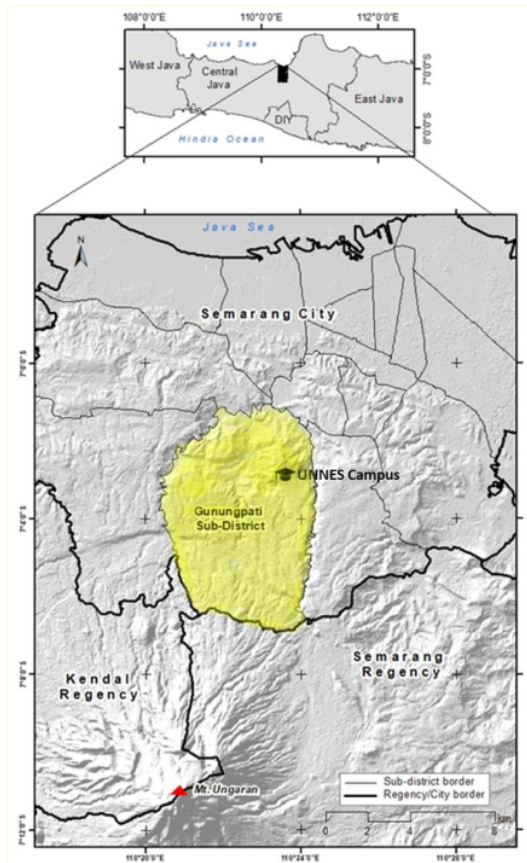 108°0'0"E
110°0'0"E
112°0'0"E
Java Sea
West Java
Central
Java
East Java
DIY
Hindia Ocean
7°0'0"S
8°0'0"S
Java Sea
N
Semarang City
7°0'0"S
UNNES Campus
Gunungpati
Sub-District
7°4'0"S
Kendal
Regency
Semarang
Regency
7°8'0"S
Mt. Ungaran
Sub-district border
Regency/City border
0 2 4 8
km
7°12'0"S
110°20'0"E
110°24'0"E
110°28'0"E